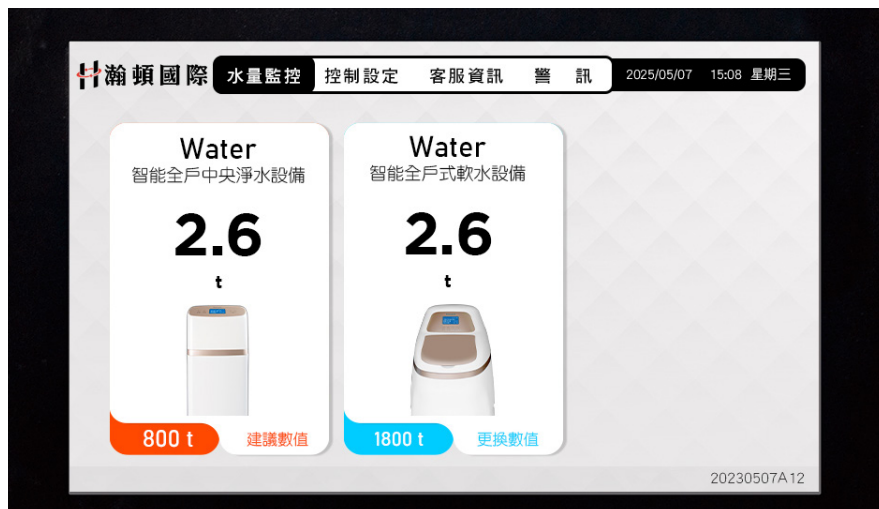 瀚頓國際 水量監控 控制設定 客服資訊 警 訊 2025/05/07 15:08 星期三
Water
智能全戶中央淨水設備
2.6
t
800 t 建議數值
Water
智能全戶式軟水設備
2.6
t
1800 t 更換數值
20230507A12